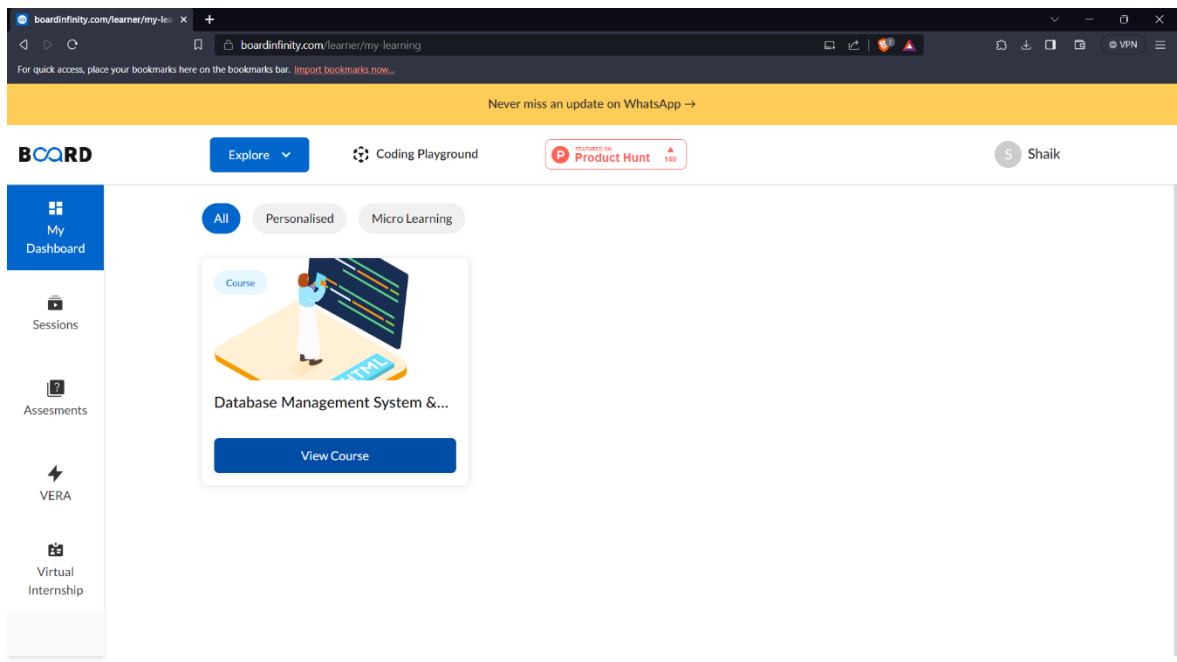 boardinfinity.com/learner/my-lea
boardinfinity.com/learner/my-learning
VPN
For quick access, place your bookmarks here on the bookmarks bar. Import bookmarks now...
Never miss an update on WhatsApp →
BOARD
Explore
Coding Playground
P
FEATURED ON
Product Hunt
140
S
Shaik
My
Dashboard
Sessions
Assesments
VERA
Virtual
Internship
All
Personalised
Micro Learning
Course
HTML
Database Management System &...
View Course